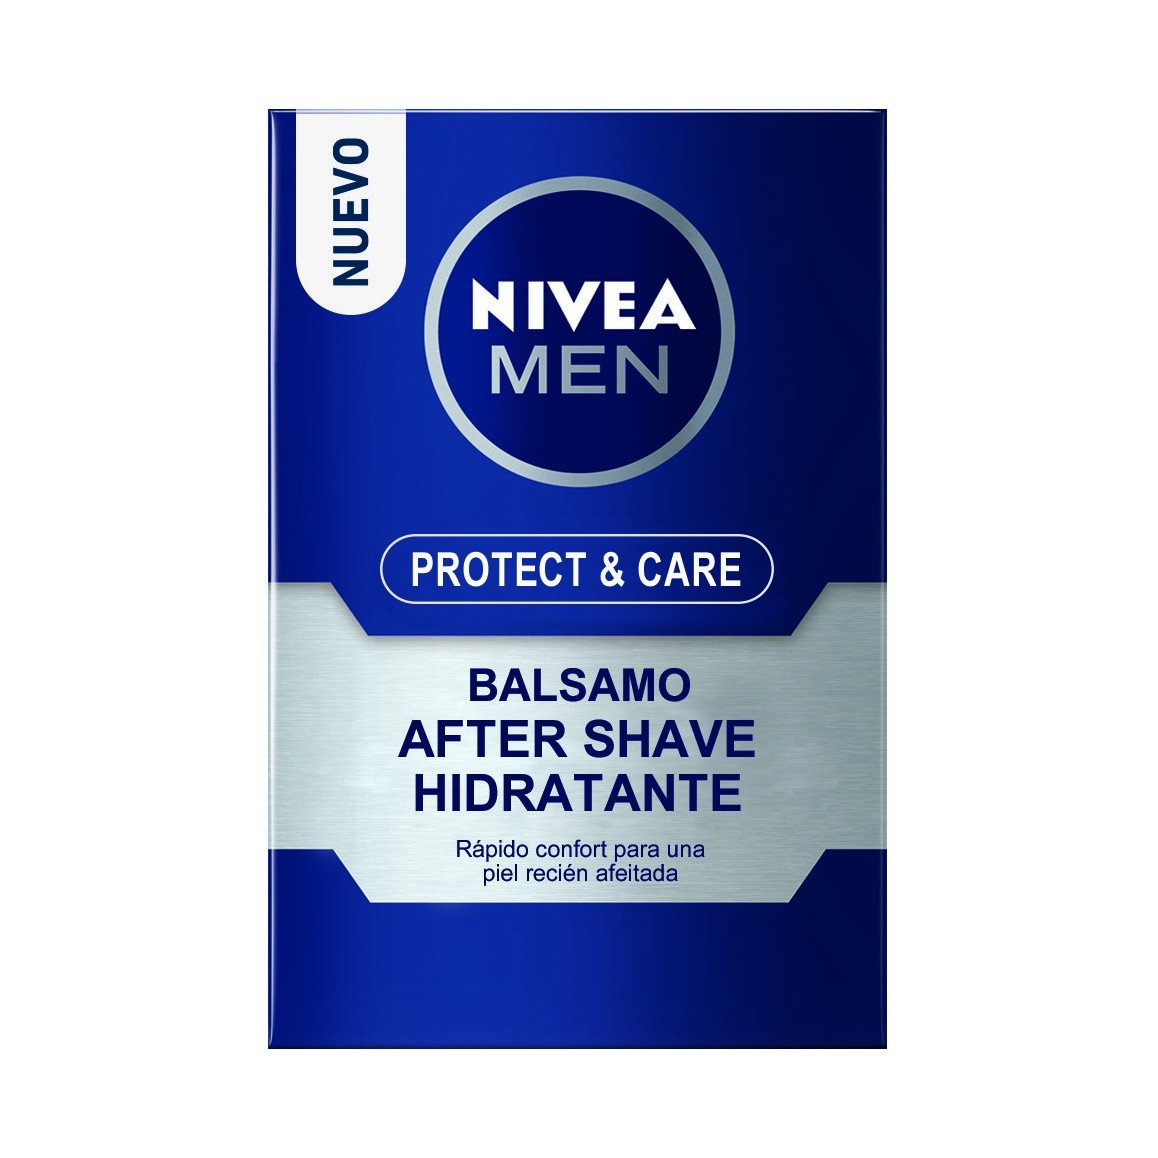 NUEVO
NIVEA
MEN
PROTECT & CARE
BALSAMO
AFTER SHAVE
HIDRATANTE
Rápido confort para una
piel recién afeitada